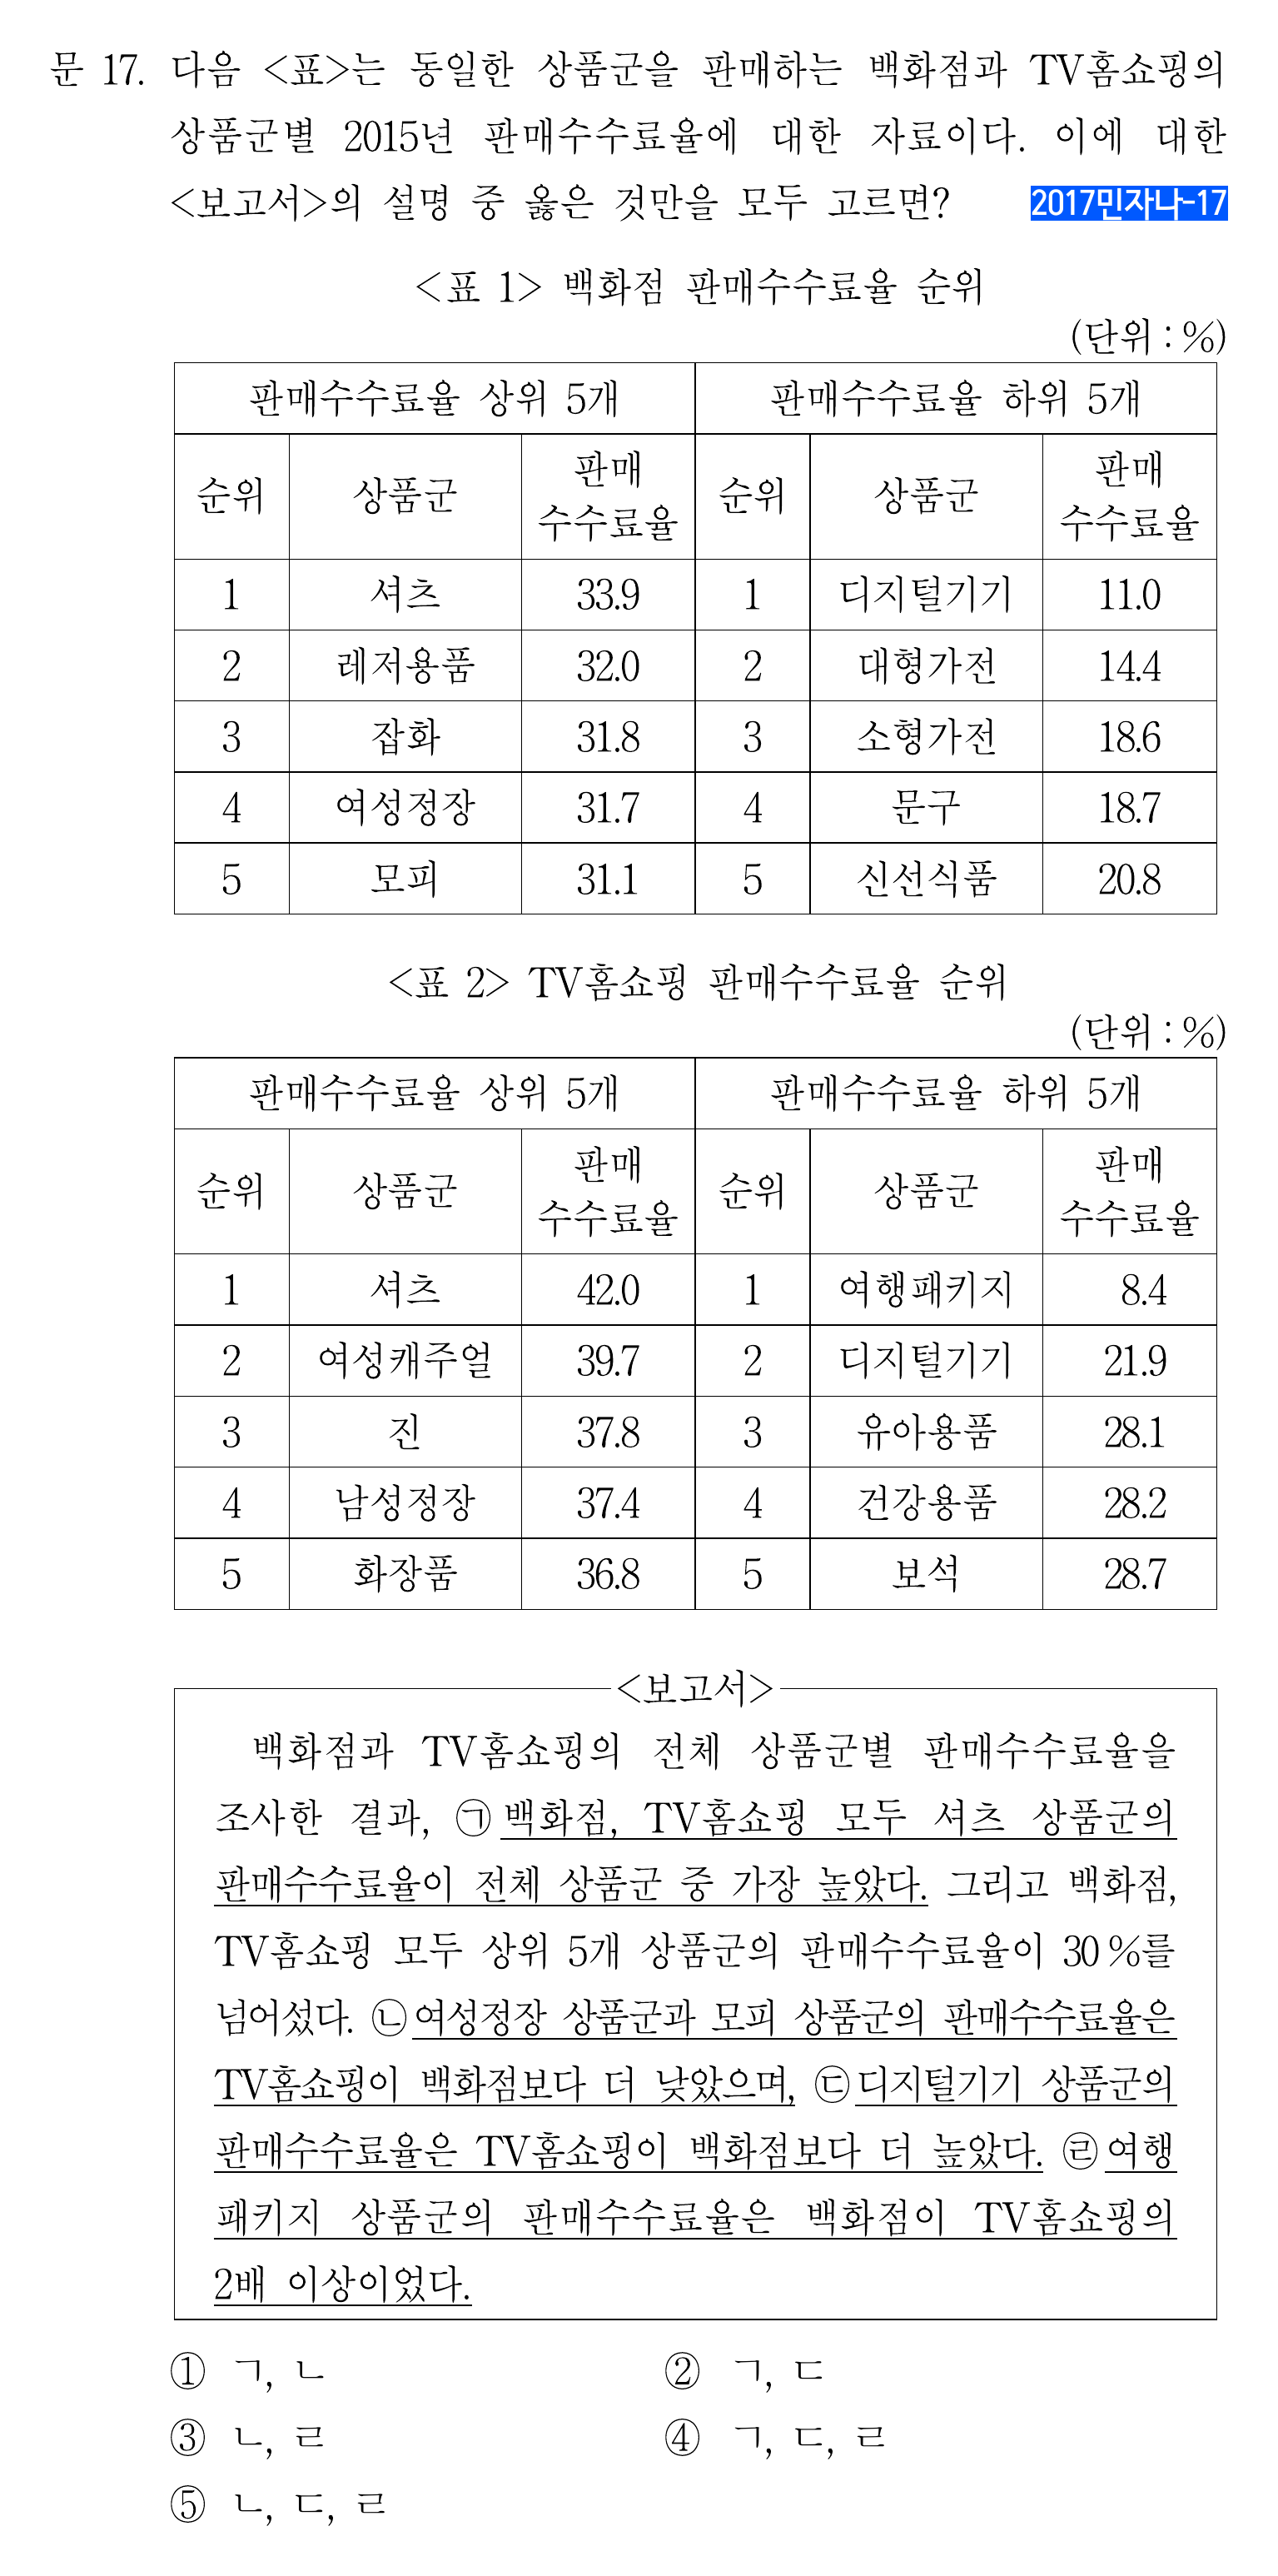 문 17. 다음 <표>는 동일한 상품군을 판매하는 백화점과 TV홈쇼핑의
상품군별 2015년 판매수수료율에 대한 자료이다. 이에 대한
<보고서>의 설명 중 옳은 것만을 모두 고르면? 2017민자나-17
<표 1> 백화점 판매수수료율 순위
(단위 : %)
판매수수료율 상위 5개 판매수수료율 하위 5개
순위 상품군 판매 수수료율 순위 상품군 판매 수수료율
1 셔츠 33.9 1 디지털기기 11.0
2 레저용품 32.0 2 대형가전 14.4
3 잡화 31.8 3 소형가전 18.6
4 여성정장 31.7 4 문구 18.7
5 모피 31.1 5 신선식품 20.8
<표 2> TV홈쇼핑 판매수수료율 순위
(단위 : %)
판매수수료율 상위 5개 판매수수료율 하위 5개
순위 상품군 판매 수수료율 순위 상품군 판매 수수료율
1 셔츠 42.0 1 여행패키지 8.4
2 여성캐주얼 39.7 2 디지털기기 21.9
3 진 37.8 3 유아용품 28.1
4 남성정장 37.4 4 건강용품 28.2
5 화장품 36.8 5 보석 28.7
<보고서>
백화점과 TV홈쇼핑의 전체 상품군별 판매수수료율을
조사한 결과, ㉠백화점, TV홈쇼핑 모두 셔츠 상품군의
판매수수료율이 전체 상품군 중 가장 높았다. 그리고 백화점,
TV홈쇼핑 모두 상위 5개 상품군의 판매수수료율이 30 %를
넘어섰다. ㉡여성정장 상품군과 모피 상품군의 판매수수료율은
TV홈쇼핑이 백화점보다 더 낮았으며, ㉢디지털기기 상품군의
판매수수료율은 TV홈쇼핑이 백화점보다 더 높았다. ㉣여행
패키지 상품군의 판매수수료율은 백화점이 TV홈쇼핑의
2배 이상이었다.
① ㄱ, ㄴ ② ㄱ, ㄷ
③ ㄴ, ㄹ ④ ㄱ, ㄷ, ㄹ
⑤ ㄴ, ㄷ, ㄹ